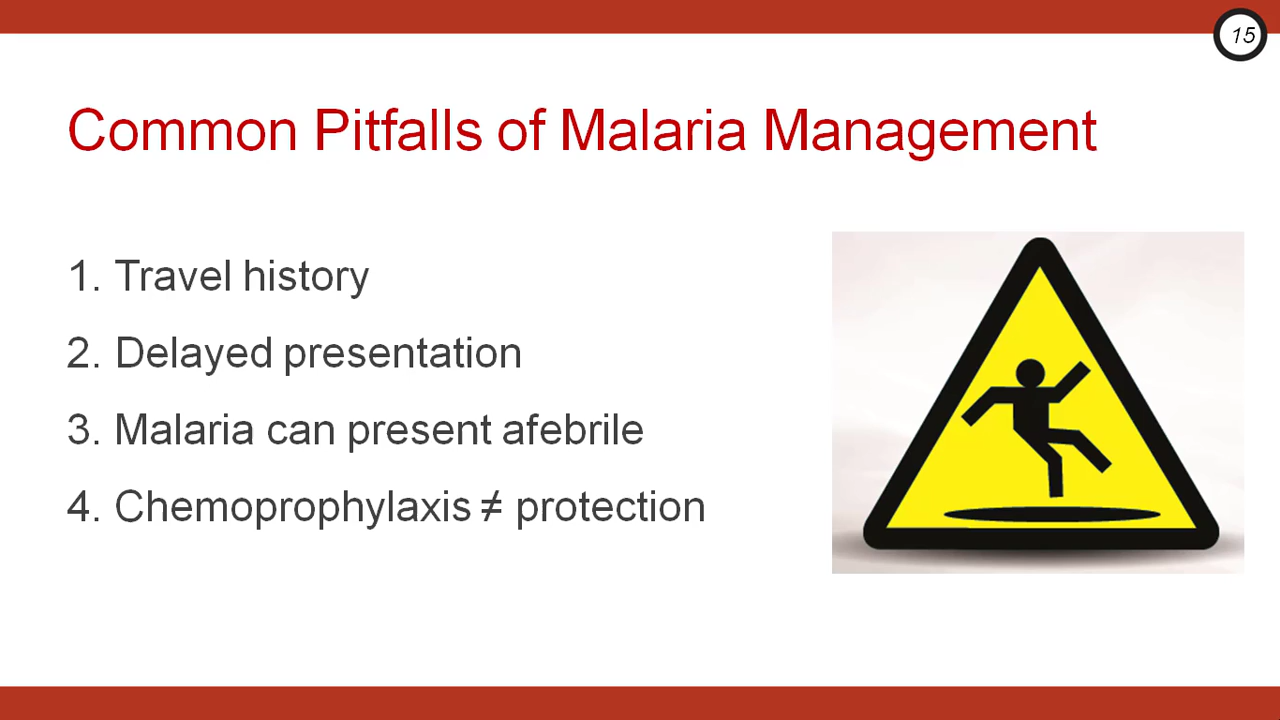 15
Common Pitfalls of Malaria Management
1. Travel history
2. Delayed presentation
3. Malaria can present afebrile
4. Chemoprophylaxis ≠ protection